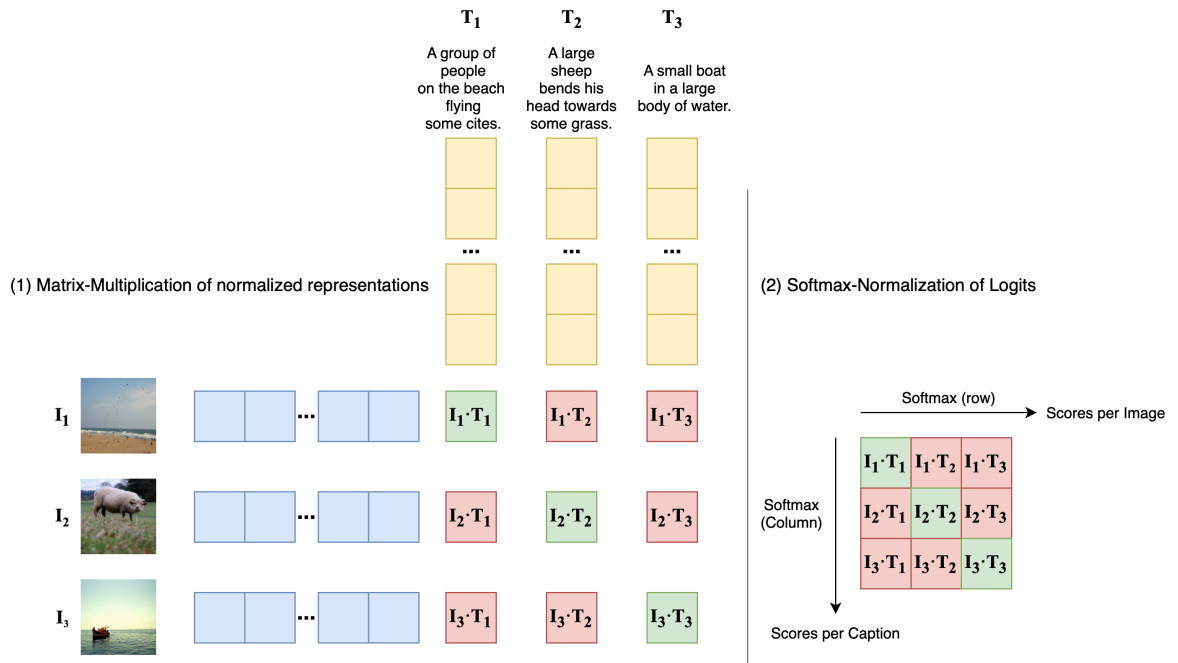 T₁
T₂
T₃
A group of
people
on the beach
flying
some cites.
A large
sheep
bends his
head towards
some grass.
A small boat
in a large
body of water.
...
...
...
(1) Matrix-Multiplication of normalized representations
I₁
...
I₁·T₁
I₁·T₂
I₁·T₃
I₂
...
I₂·T₁
I₂·T₂
I₂·T₃
I₃
...
I₃·T₁
I₃·T₂
I₃·T₃
(2) Softmax-Normalization of Logits
Softmax (row)
Scores per Image
Softmax
(Column)
I₁·T₁ I₁·T₂ I₁·T₃
I₂·T₁ I₂·T₂ I₂·T₃
I₃·T₁ I₃·T₂ I₃·T₃
Scores per Caption